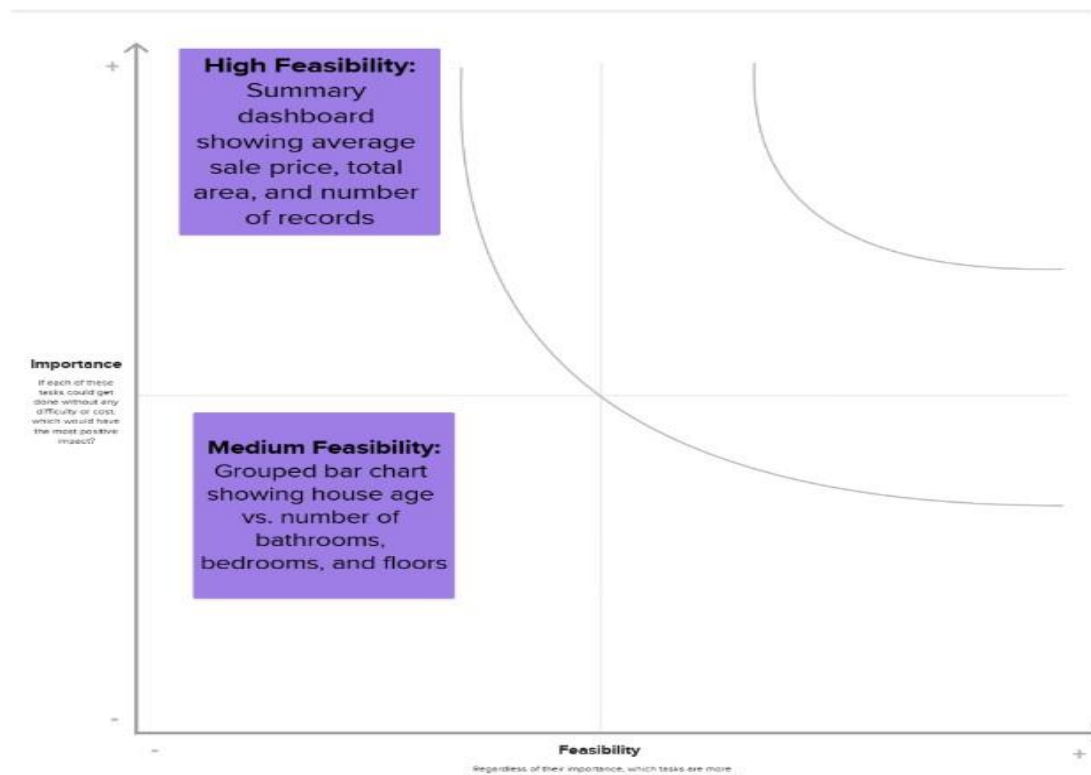 +
High Feasibility:
Summary
dashboard
showing average
sale price, total
area, and number
of records
Importance
If each of these
tasks could get
done without any
difficulty or cost,
which would have
the most positive
impact?
Medium Feasibility:
Grouped bar chart
showing house age
vs. number of
bathrooms,
bedrooms, and floors
-
-
Feasibility
+
Regardless of their importance, which tasks are more